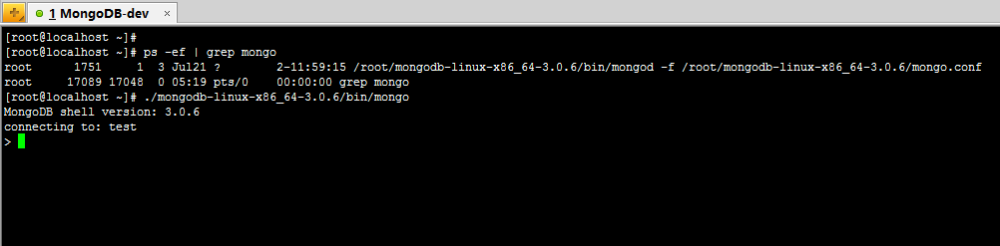 1 MongoDB-dev ×
[root@localhost ~]#
[root@localhost ~]# ps -ef | grep mongo
root      1751     1  3 Jul21 ?        2-11:59:15 /root/mongodb-linux-x86_64-3.0.6/bin/mongod -f /root/mongodb-linux-x86_64-3.0.6/mongo.conf
root     17089 17048  0 05:19 pts/0    00:00:00 grep mongo
[root@localhost ~]# ./mongodb-linux-x86_64-3.0.6/bin/mongo
MongoDB shell version: 3.0.6
connecting to: test
>